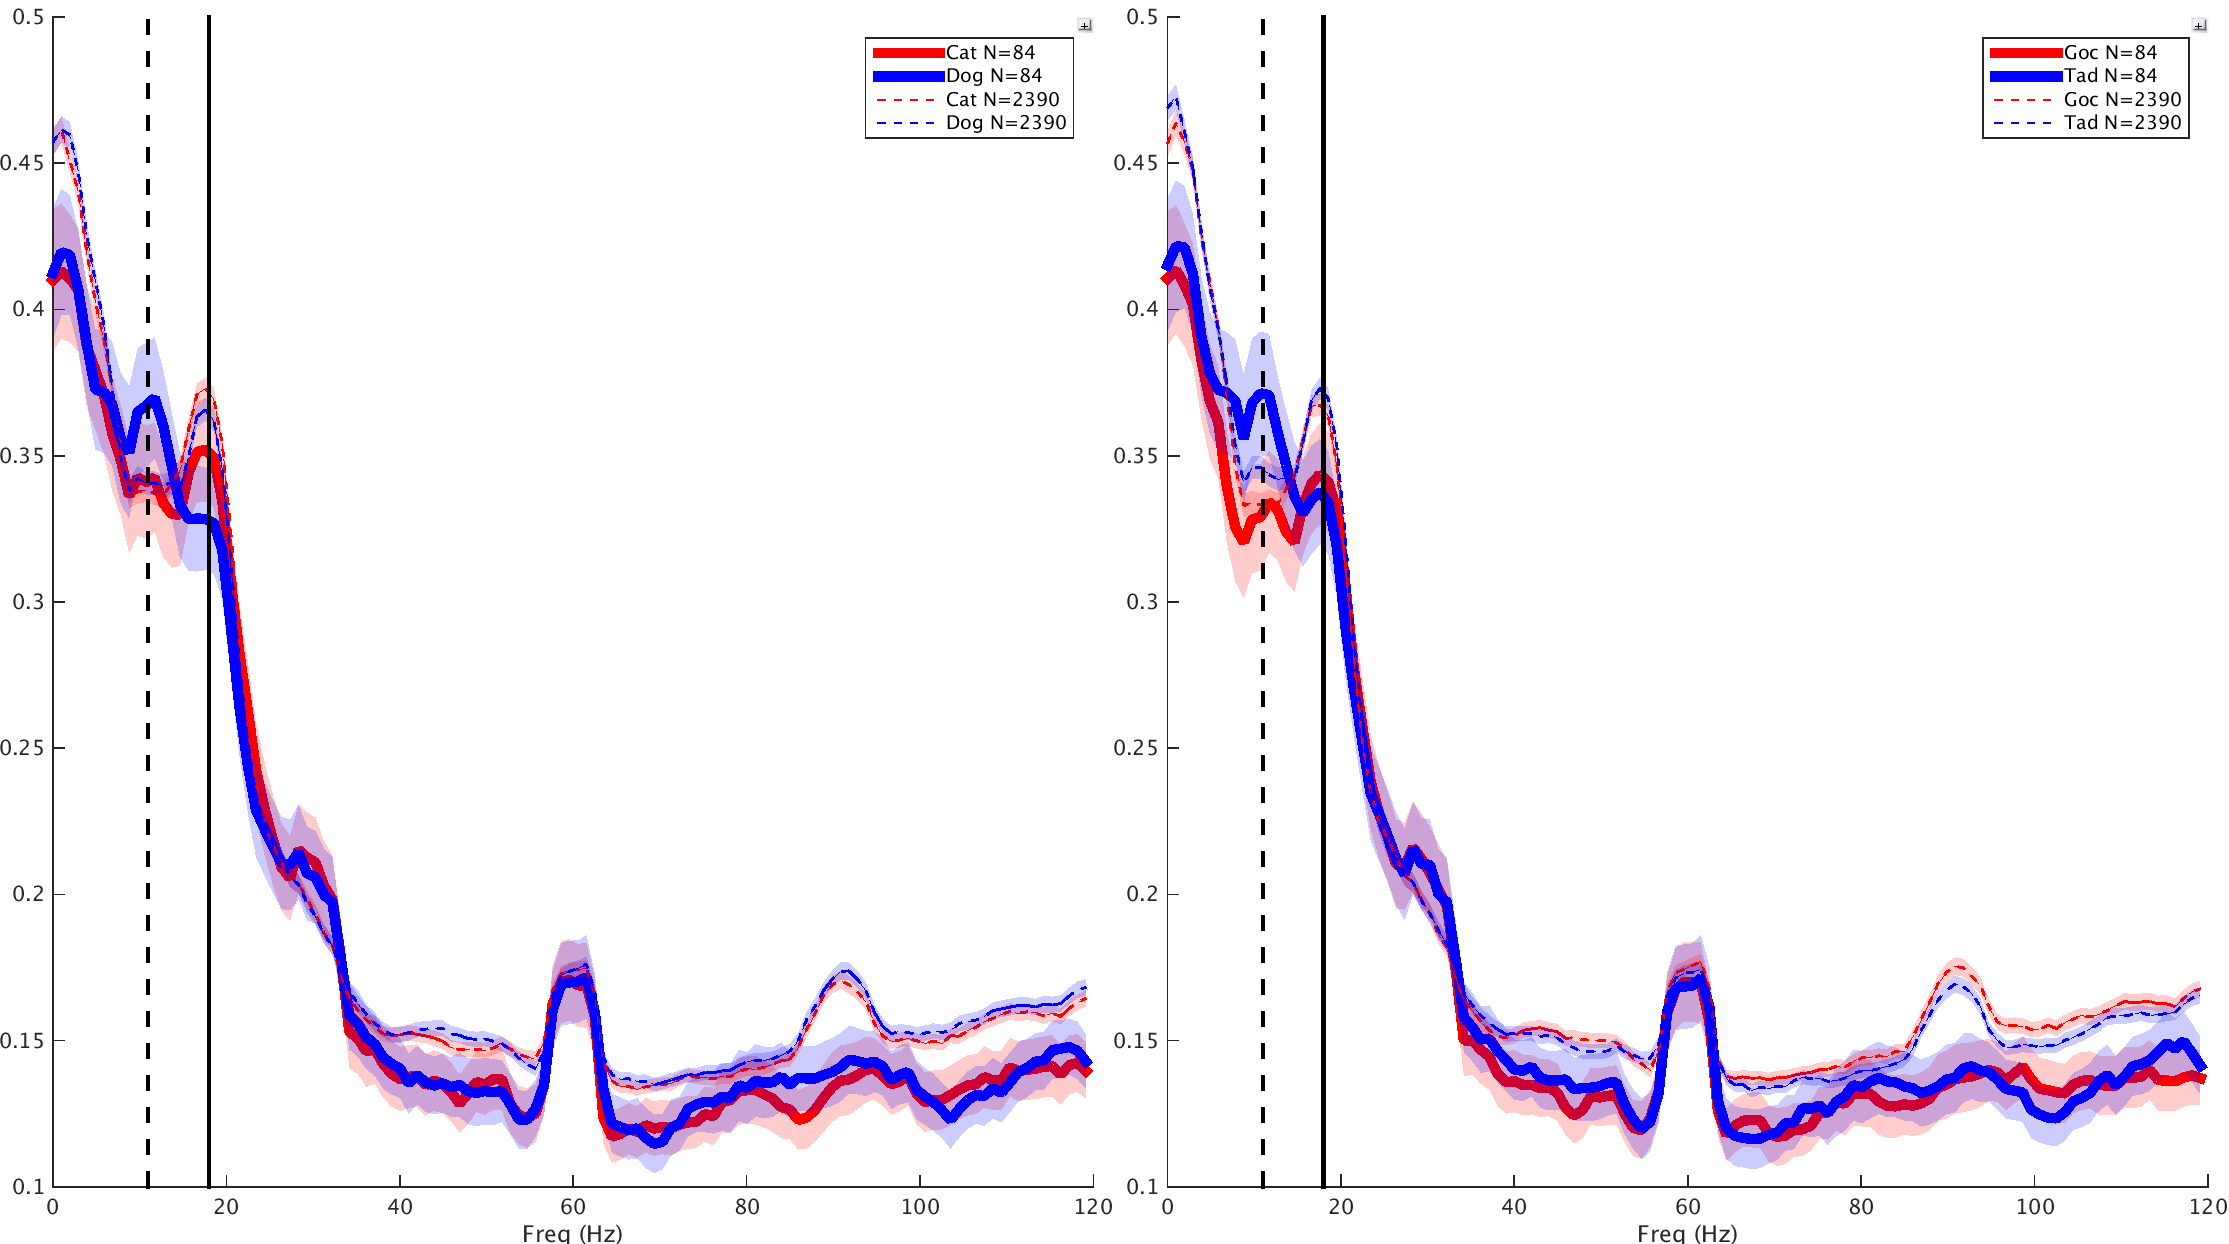 0.5
0.45
0.4
0.35
0.3
0.25
0.2
0.15
0.1
0 20 40 60 80 100 120
Freq (Hz)
Cat N=84
Dog N=84
Cat N=2390
Dog N=2390
0.5
0.45
0.4
0.35
0.3
0.25
0.2
0.15
0.1
0 20 40 60 80 100 120
Freq (Hz)
Goc N=84
Tad N=84
Goc N=2390
Tad N=2390